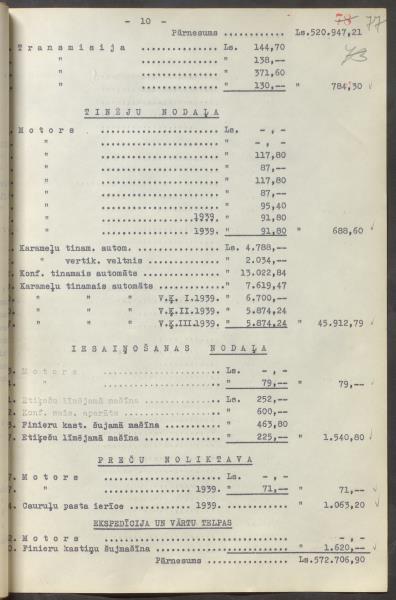 - 10 -
78 77
Pārnesums ............ Ls.520.947,21
73
Transmisija ............... Ls. 144,70
" ............... " 138,--
" ............... " 371,60
" ............... " 130,-- " 784,30
TINĒJU NODAĻA
Motors .................... Ls. -,-
" .................... " -,-
" .................... " 117,80
" .................... " 87,--
" .................... " 117,80
" .................... " 87,--
" .................... " 95,40
" .................... 1939. " 91,80
" .................... 1939. " 91,80 " 688,60
Karameļu tinam. autom. .............. Ls. 4.788,--
" vertik. veltnis ............ " 2.034,--
Konf. tinamais automāts ............. " 13.022,84
Karameļu tinamais automāts .......... " 7.619,47
" " " V.Ķ. I.1939. " 6.700,--
" " " V.Ķ.II.1939. " 5.874,24
" " " V.Ķ.III.1939. " 5.874,24 " 45.912,79
IESAIŅOŠANAS NODAĻA
Motors .................... Ls. -,-
" .................... " 79,-- " 79,--
Etiķešu līmējamā mašīna ............. Ls. 252,--
Konf. mais. aparāts ................. " 600,--
Finieru kast. šujamā mašīna ......... " 463,80
Etiķešu līmējamā mašīna ............. " 225,-- " 1.540,80
PREČU NOLIKTAVA
Motors .................... Ls. -,-
" .................... 1939. " 71,-- " 71,--
Cauruļu pasta ierīce ....... 1939. ............ " 1.063,20
EKSPEDĪCIJA UN VĀRTU TELPAS
Motors ........................ " -,-
Finieru kastiņu šujmašīna ..................... " 1.620,--
Pārnesums ............... Ls.572.706,90